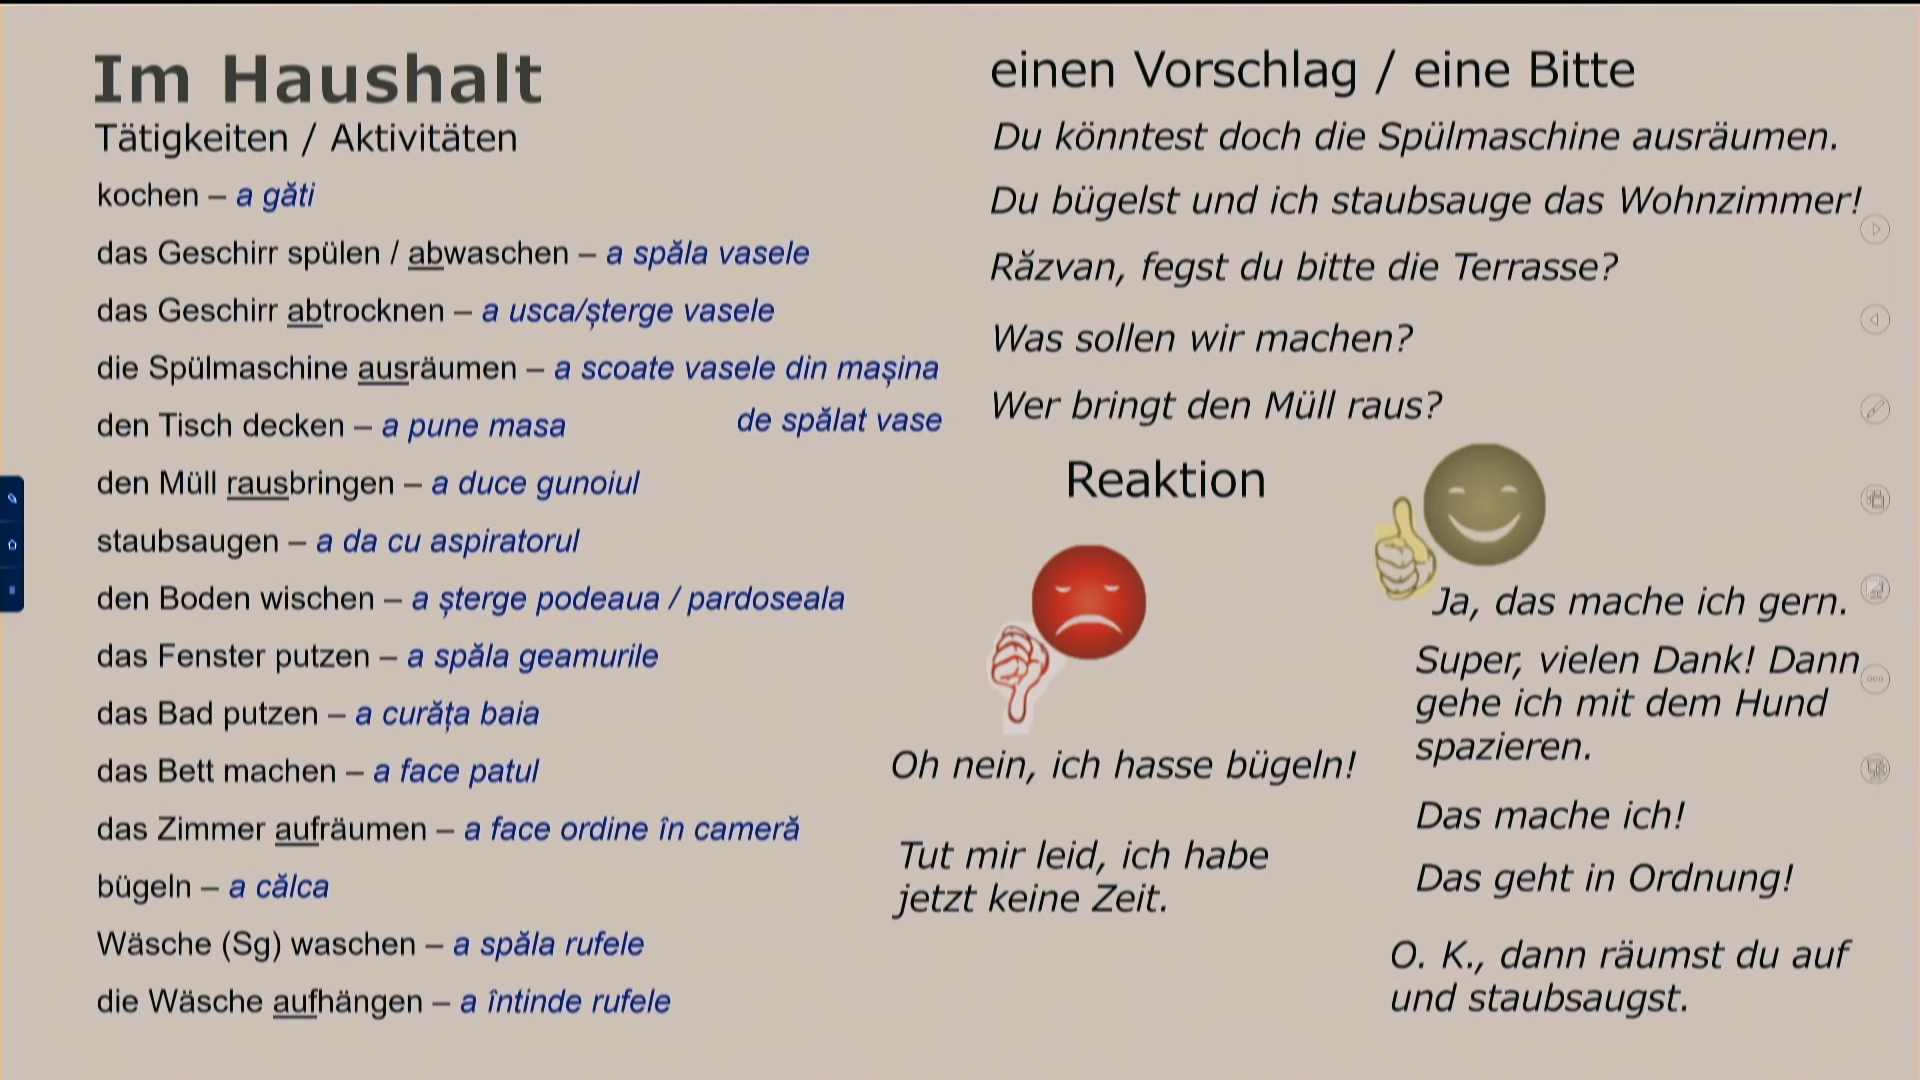 Im Haushalt
Tätigkeiten / Aktivitäten
kochen – a găti
das Geschirr spülen / abwaschen – a spăla vasele
das Geschirr abtrocknen – a usca/șterge vasele
die Spülmaschine ausräumen – a scoate vasele din mașina
de spălat vase
den Tisch decken – a pune masa
den Müll rausbringen – a duce gunoiul
staubsaugen – a da cu aspiratorul
den Boden wischen – a șterge podeaua / pardoseala
das Fenster putzen – a spăla geamurile
das Bad putzen – a curăța baia
das Bett machen – a face patul
das Zimmer aufräumen – a face ordine în cameră
bügeln – a călca
Wäsche (Sg) waschen – a spăla rufele
die Wäsche aufhängen – a întinde rufele
einen Vorschlag / eine Bitte
Du könntest doch die Spülmaschine ausräumen.
Du bügelst und ich staubsauge das Wohnzimmer!
Răzvan, fegst du bitte die Terrasse?
Was sollen wir machen?
Wer bringt den Müll raus?
Reaktion
Oh nein, ich hasse bügeln!
Tut mir leid, ich habe
jetzt keine Zeit.
Ja, das mache ich gern.
Super, vielen Dank! Dann
gehe ich mit dem Hund
spazieren.
Das mache ich!
Das geht in Ordnung!
O. K., dann räumst du auf
und staubsaugst.